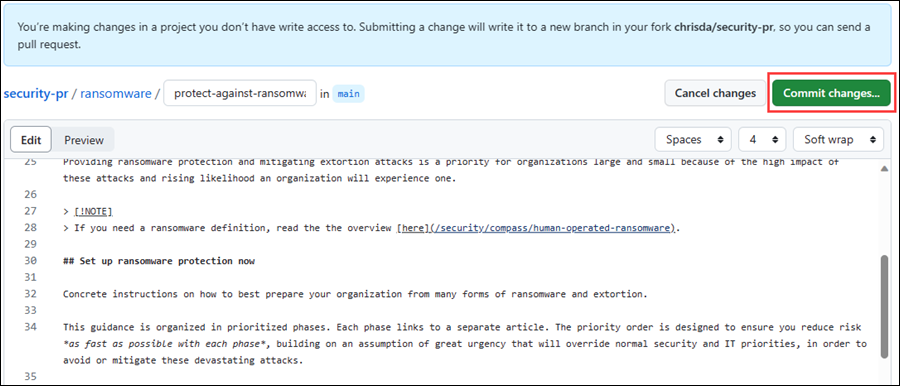 You're making changes in a project you don't have write access to. Submitting a change will write it to a new branch in your fork chrisda/security-pr, so you can send a
pull request.
security-pr / ransomware / protect-against-ransomwa in main
Cancel changes
Commit changes...
Edit Preview
Spaces 4 Soft wrap
25 Providing ransomware protection and mitigating extortion attacks is a priority for organizations large and small because of the high impact of
these attacks and rising likelihood an organization will experience one.
26
27 > [!NOTE]
28 > If you need a ransomware definition, read the the overview [here](/security/compass/human-operated-ransomware).
29
30 ## Set up ransomware protection now
31
32 Concrete instructions on how to best prepare your organization from many forms of ransomware and extortion.
33
34 This guidance is organized in prioritized phases. Each phase links to a separate article. The priority order is designed to ensure you reduce risk
*as fast as possible with each phase*, building on an assumption of great urgency that will override normal security and IT priorities, in order to
avoid or mitigate these devastating attacks.
35